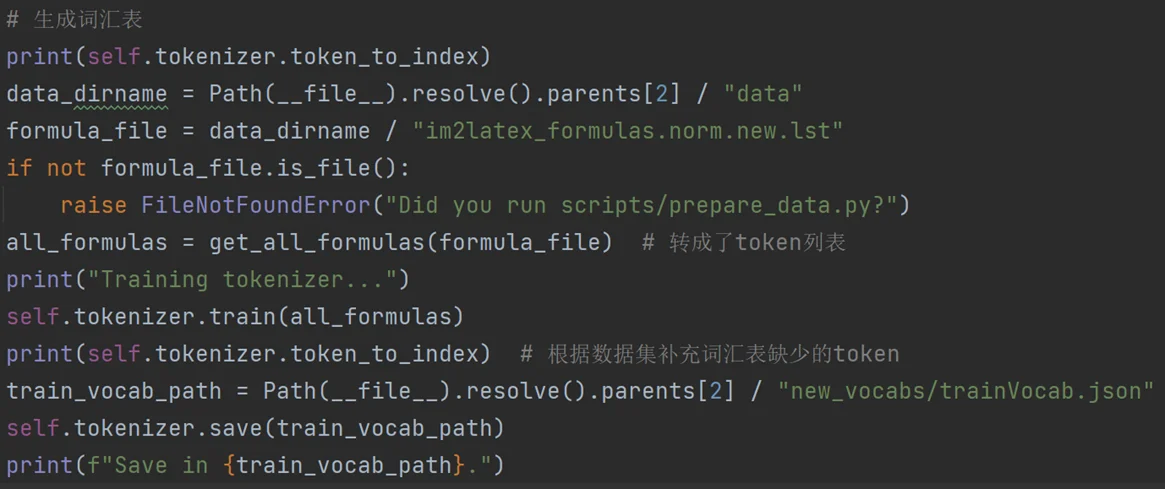 # 生成词汇表
print(self.tokenizer.token_to_index)
data_dirname = Path(__file__).resolve().parents[2] / "data"
formula_file = data_dirname / "im2latex_formulas.norm.new.lst"
if not formula_file.is_file():
    raise FileNotFoundError("Did you run scripts/prepare_data.py?")
all_formulas = get_all_formulas(formula_file)  # 转成了token列表
print("Training tokenizer...")
self.tokenizer.train(all_formulas)
print(self.tokenizer.token_to_index)  # 根据数据集补充词汇表缺少的token
train_vocab_path = Path(__file__).resolve().parents[2] / "new_vocabs/trainVocab.json"
self.tokenizer.save(train_vocab_path)
print(f"Save in {train_vocab_path}.")